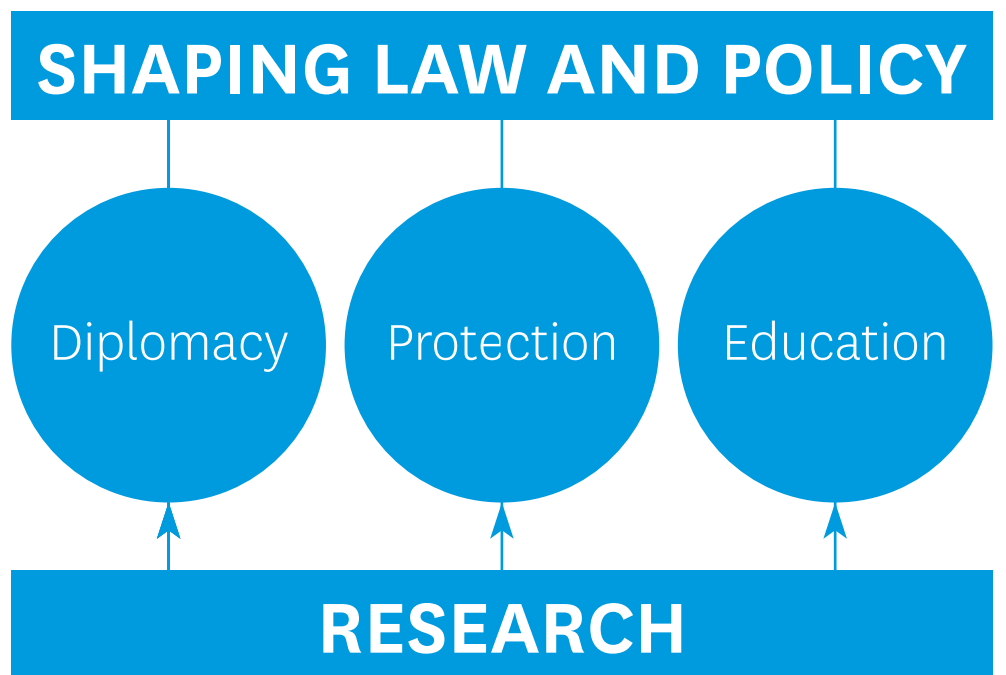 SHAPING LAW AND POLICY
Diplomacy
Protection
Education
RESEARCH